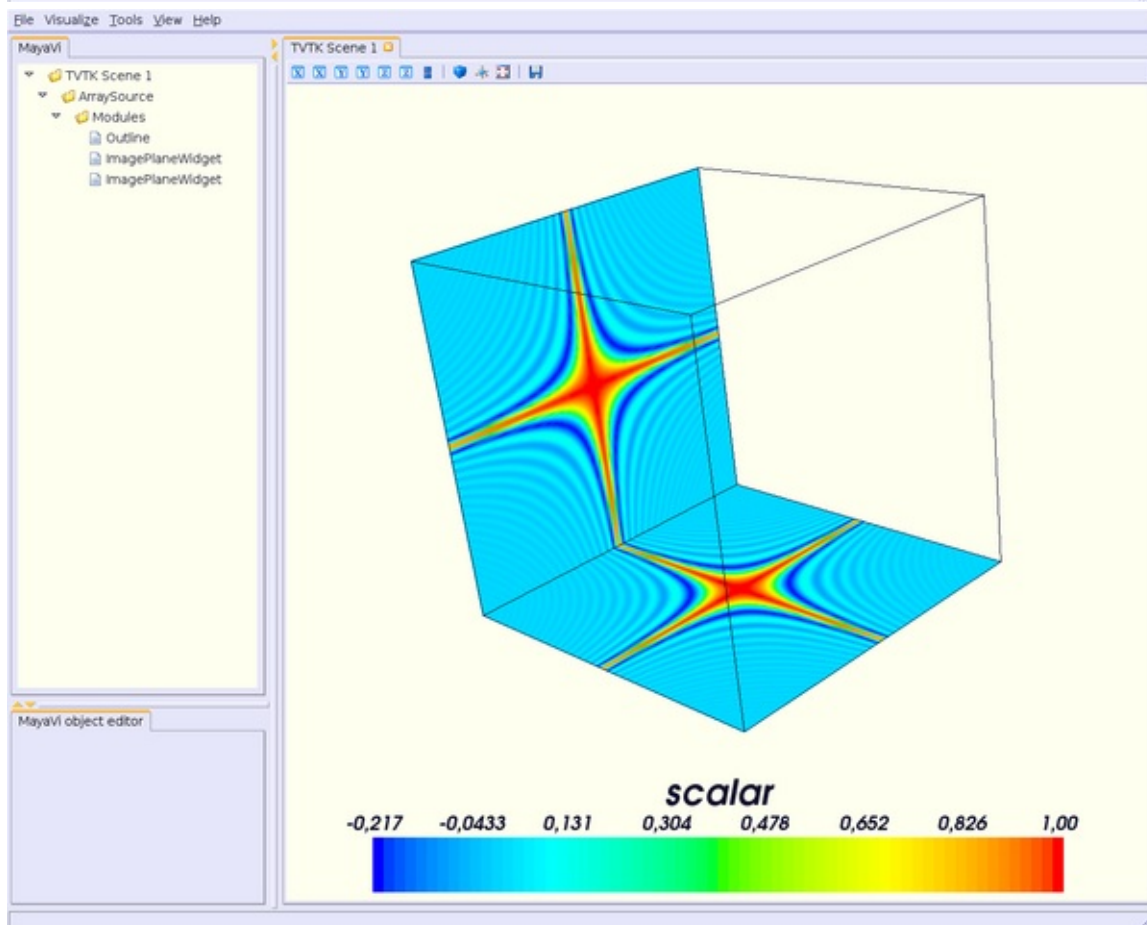 File Visualize Tools View Help
MayaVi
TVTK Scene 1
ArraySource
Modules
Outline
ImagePlaneWidget
ImagePlaneWidget
MayaVi object editor
TVTK Scene 1
X X Y Y Z Z
scalar
-0,217 -0,0433 0,131 0,304 0,478 0,652 0,826 1,00